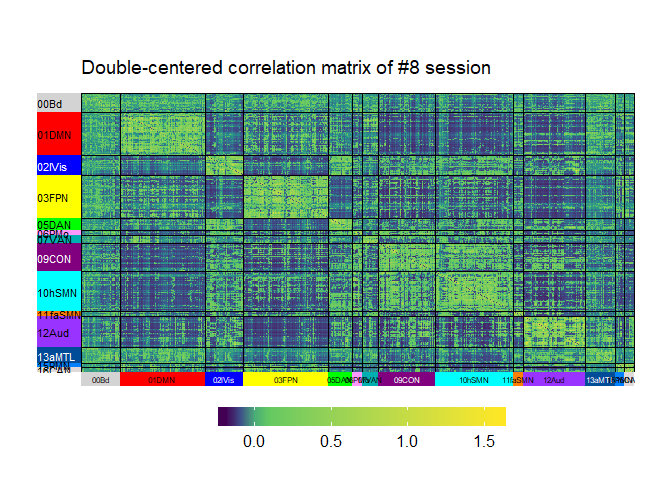 Double-centered correlation matrix of #8 session
00Bd
01DMN
02lVis
03FPN
05DAN
07VAN
09CON
10hSMN
11faSMN
12Aud
13aMTL
00Bd
01DMN
02lVis
03FPN
05DAN
09CON
10hSMN
11faSMN
12Aud
13aMTL
0.0
0.5
1.0
1.5